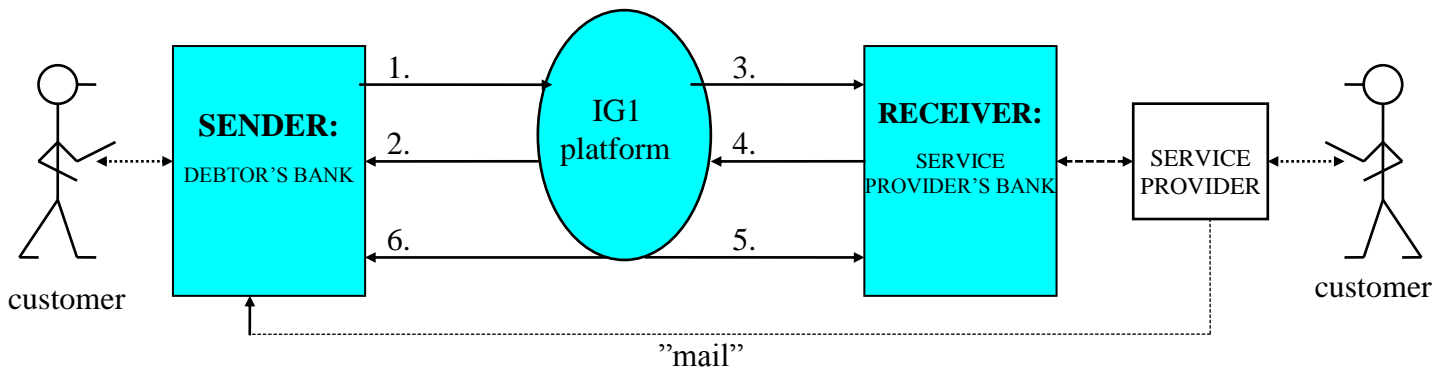 1.
3.
IG1
platform
SENDER:
DEBTOR'S BANK
2.
4.
RECEIVER:
SERVICE
PROVIDER'S BANK
SERVICE
PROVIDER
6.
5.
customer
customer
”mail”